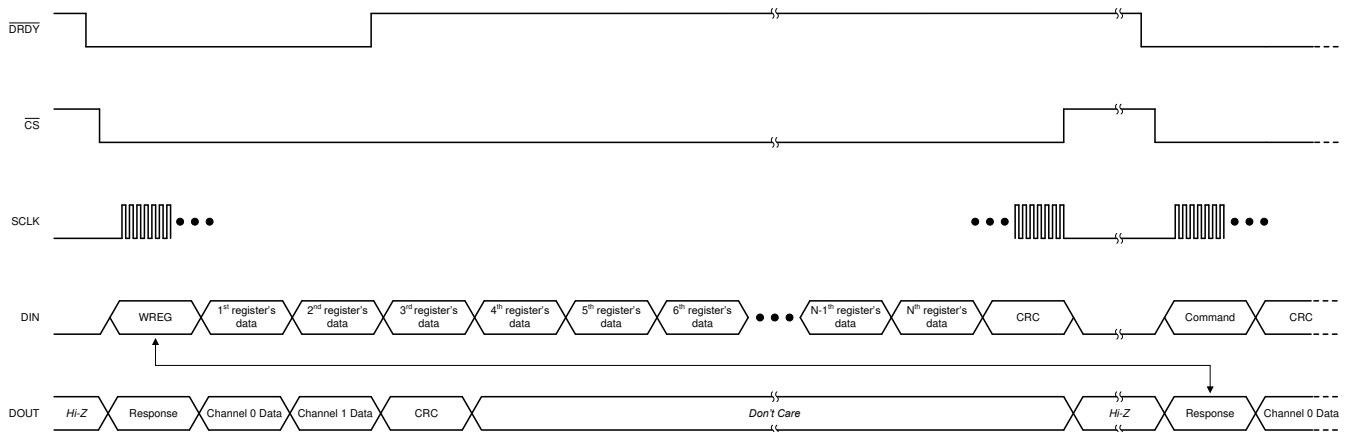 DRDY
CS
SCLK
DIN
WREG
1st register's
data
2nd register's
data
3rd register's
data
4th register's
data
5th register's
data
6th register's
data
N-1th register's
data
Nth register's
data
CRC
Command
CRC
DOUT
Hi-Z
Response
Channel 0 Data
Channel 1 Data
CRC
Don't Care
Hi-Z
Response
Channel 0 Data